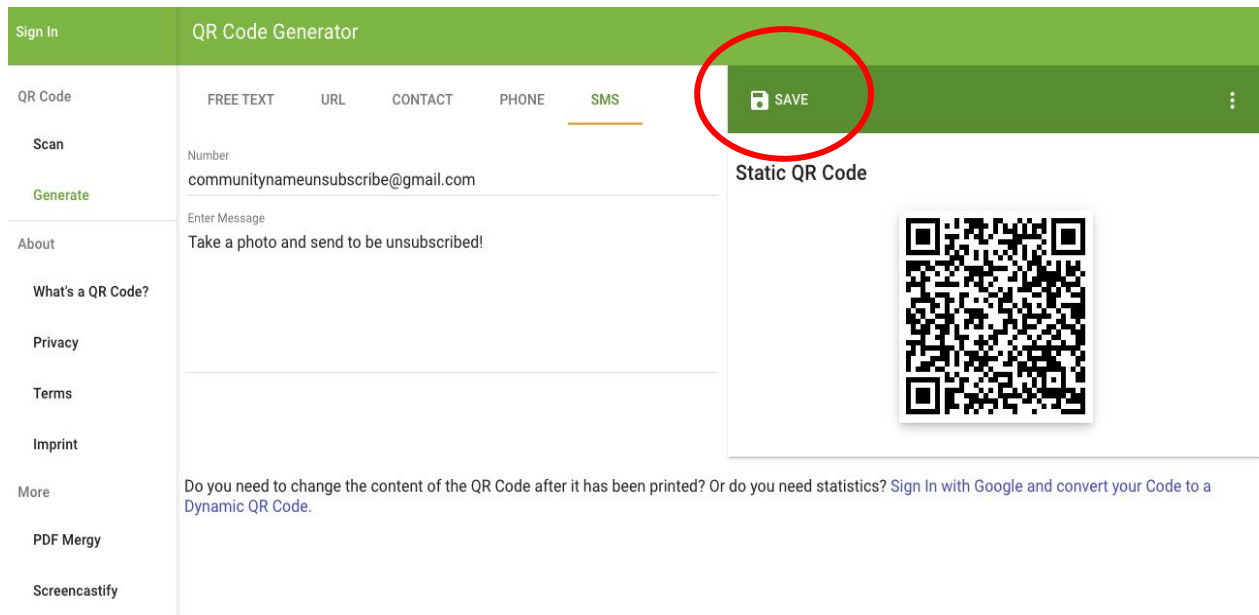 Sign In
QR Code Generator
QR Code
Scan
Generate
About
What's a QR Code?
Privacy
Terms
Imprint
More
PDF Mergy
Screencastify
FREE TEXT URL CONTACT PHONE SMS
Number
communitynameunsubscribe@gmail.com
Enter Message
Take a photo and send to be unsubscribed!
SAVE
Static QR Code
Do you need to change the content of the QR Code after it has been printed? Or do you need statistics? Sign In with Google and convert your Code to a
Dynamic QR Code.